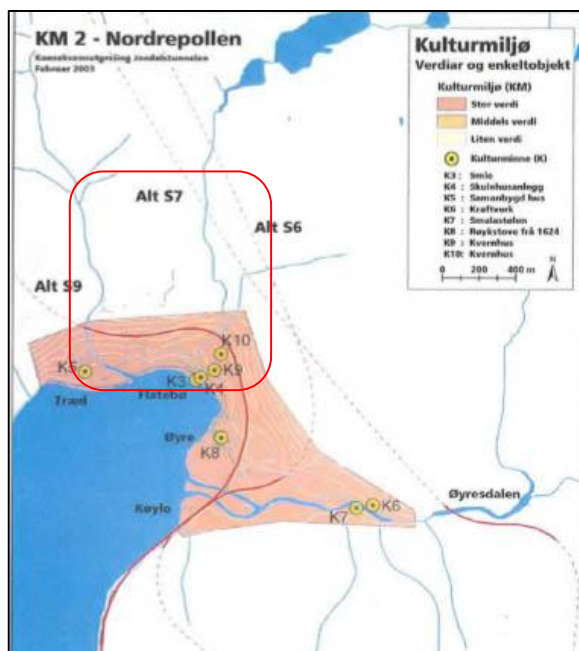 KM 2 - Nordrepollen
Konsekvensutgreiing Jondalstunnelen
Februar 2003
Kulturmiljø
Verdiar og enkeltobjekt
Kulturmiljø (KM)
Stor verdi
Middels verdi
Liten verdi
Kulturminne (K)
K3 : Smie
K4 : Skulehusanlegg
K5 : Samanbygd hus
K6 : Kraftverk
K7 : Smalastølen
K8 : Røykstove frå 1624
K9 : Kvernhus
K10: Kvernhus
N
0 200 400 m
Alt S7
Alt S6
Alt S9
K10
K5
K9
K3
K4
Træd
Flatebø
Øyre
K8
Køylo
K7
K6
Øyresdalen